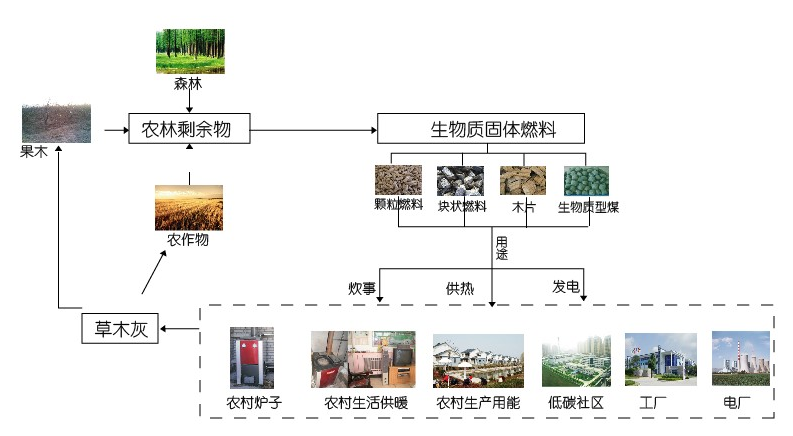 森林
农林剩余物
生物质固体燃料
果木
颗粒燃料
块状燃料
木片
生物质型煤
农作物
用途
炊事
供热
发电
草木灰
农村炉子
农村生活供暖
农村生产用能
低碳社区
工厂
电厂